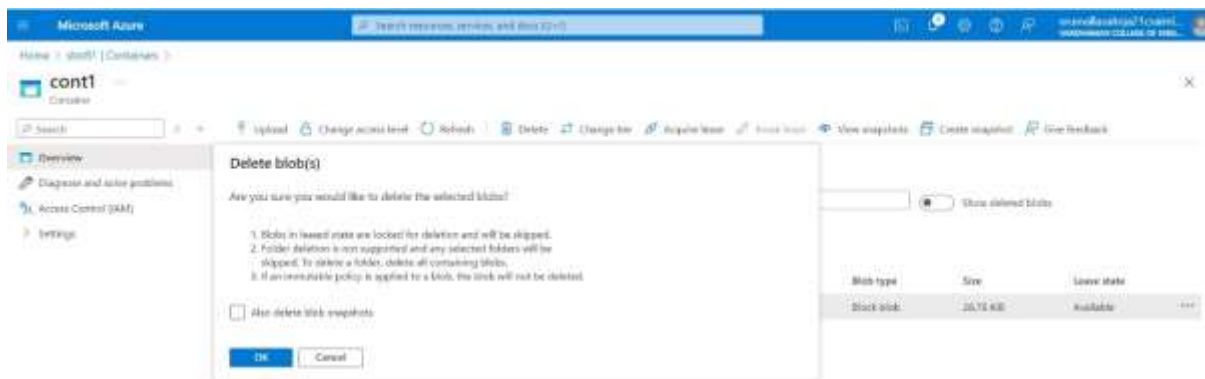 Microsoft Azure
Search resources, services, and docs (G+/)
Home > | Containers >
cont1 ...
Container
Search
Upload Change access level Refresh Delete Change tier Acquire lease Break lease View snapshots Create snapshot Give feedback
Overview
Diagnose and solve problems
Access Control (IAM)
Settings
Delete blob(s)
Are you sure you would like to delete the selected blobs?
1. Blobs in leased state are locked for deletion and will be skipped.
2. Folder deletion is not supported and any selected folders will be
skipped. To delete a folder, delete all containing blobs.
3. If an immutable policy is applied to a blob, the blob will not be deleted.
Also delete blob snapshots
OK Cancel
Show deleted blobs
Blob type Size Lease state
Block blob Available ...